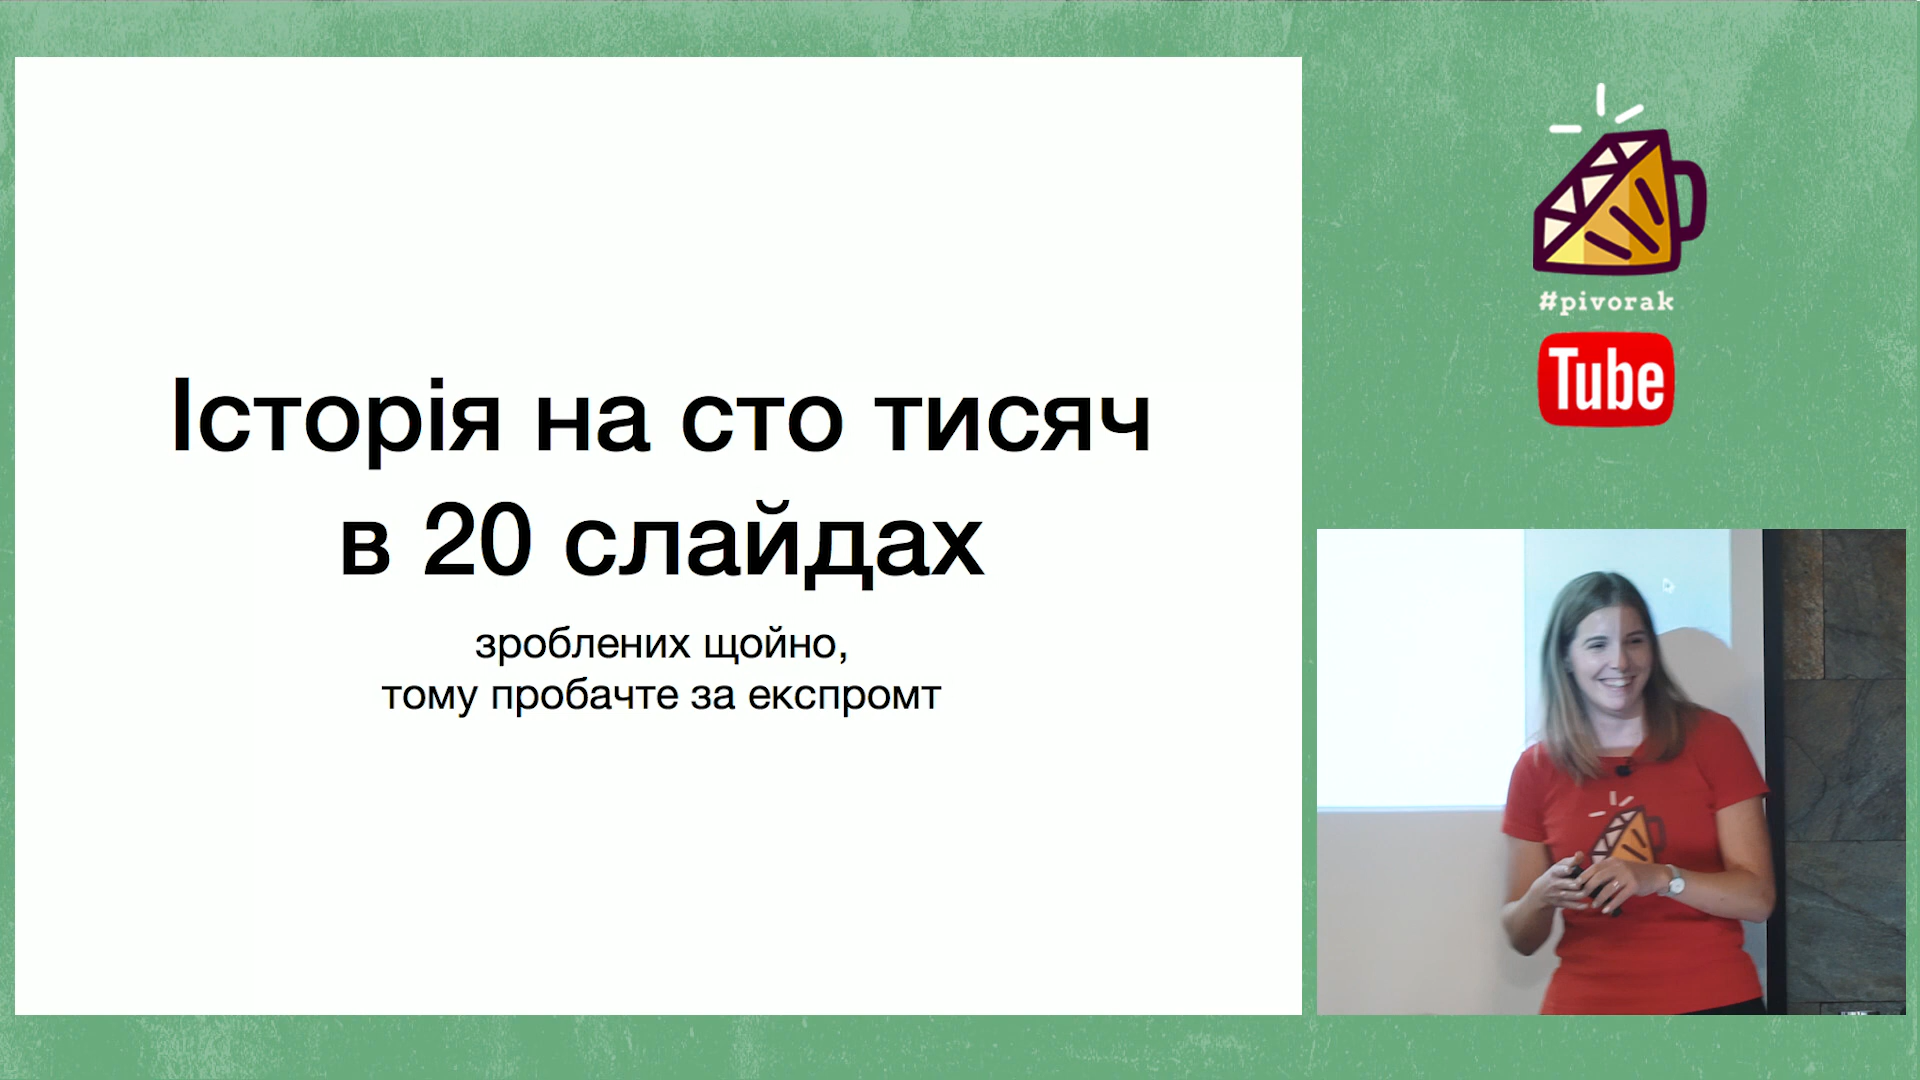 Історія на сто тисяч
в 20 слайдах
зроблених щойно,
тому пробачте за експромт
#pivorak
Tube